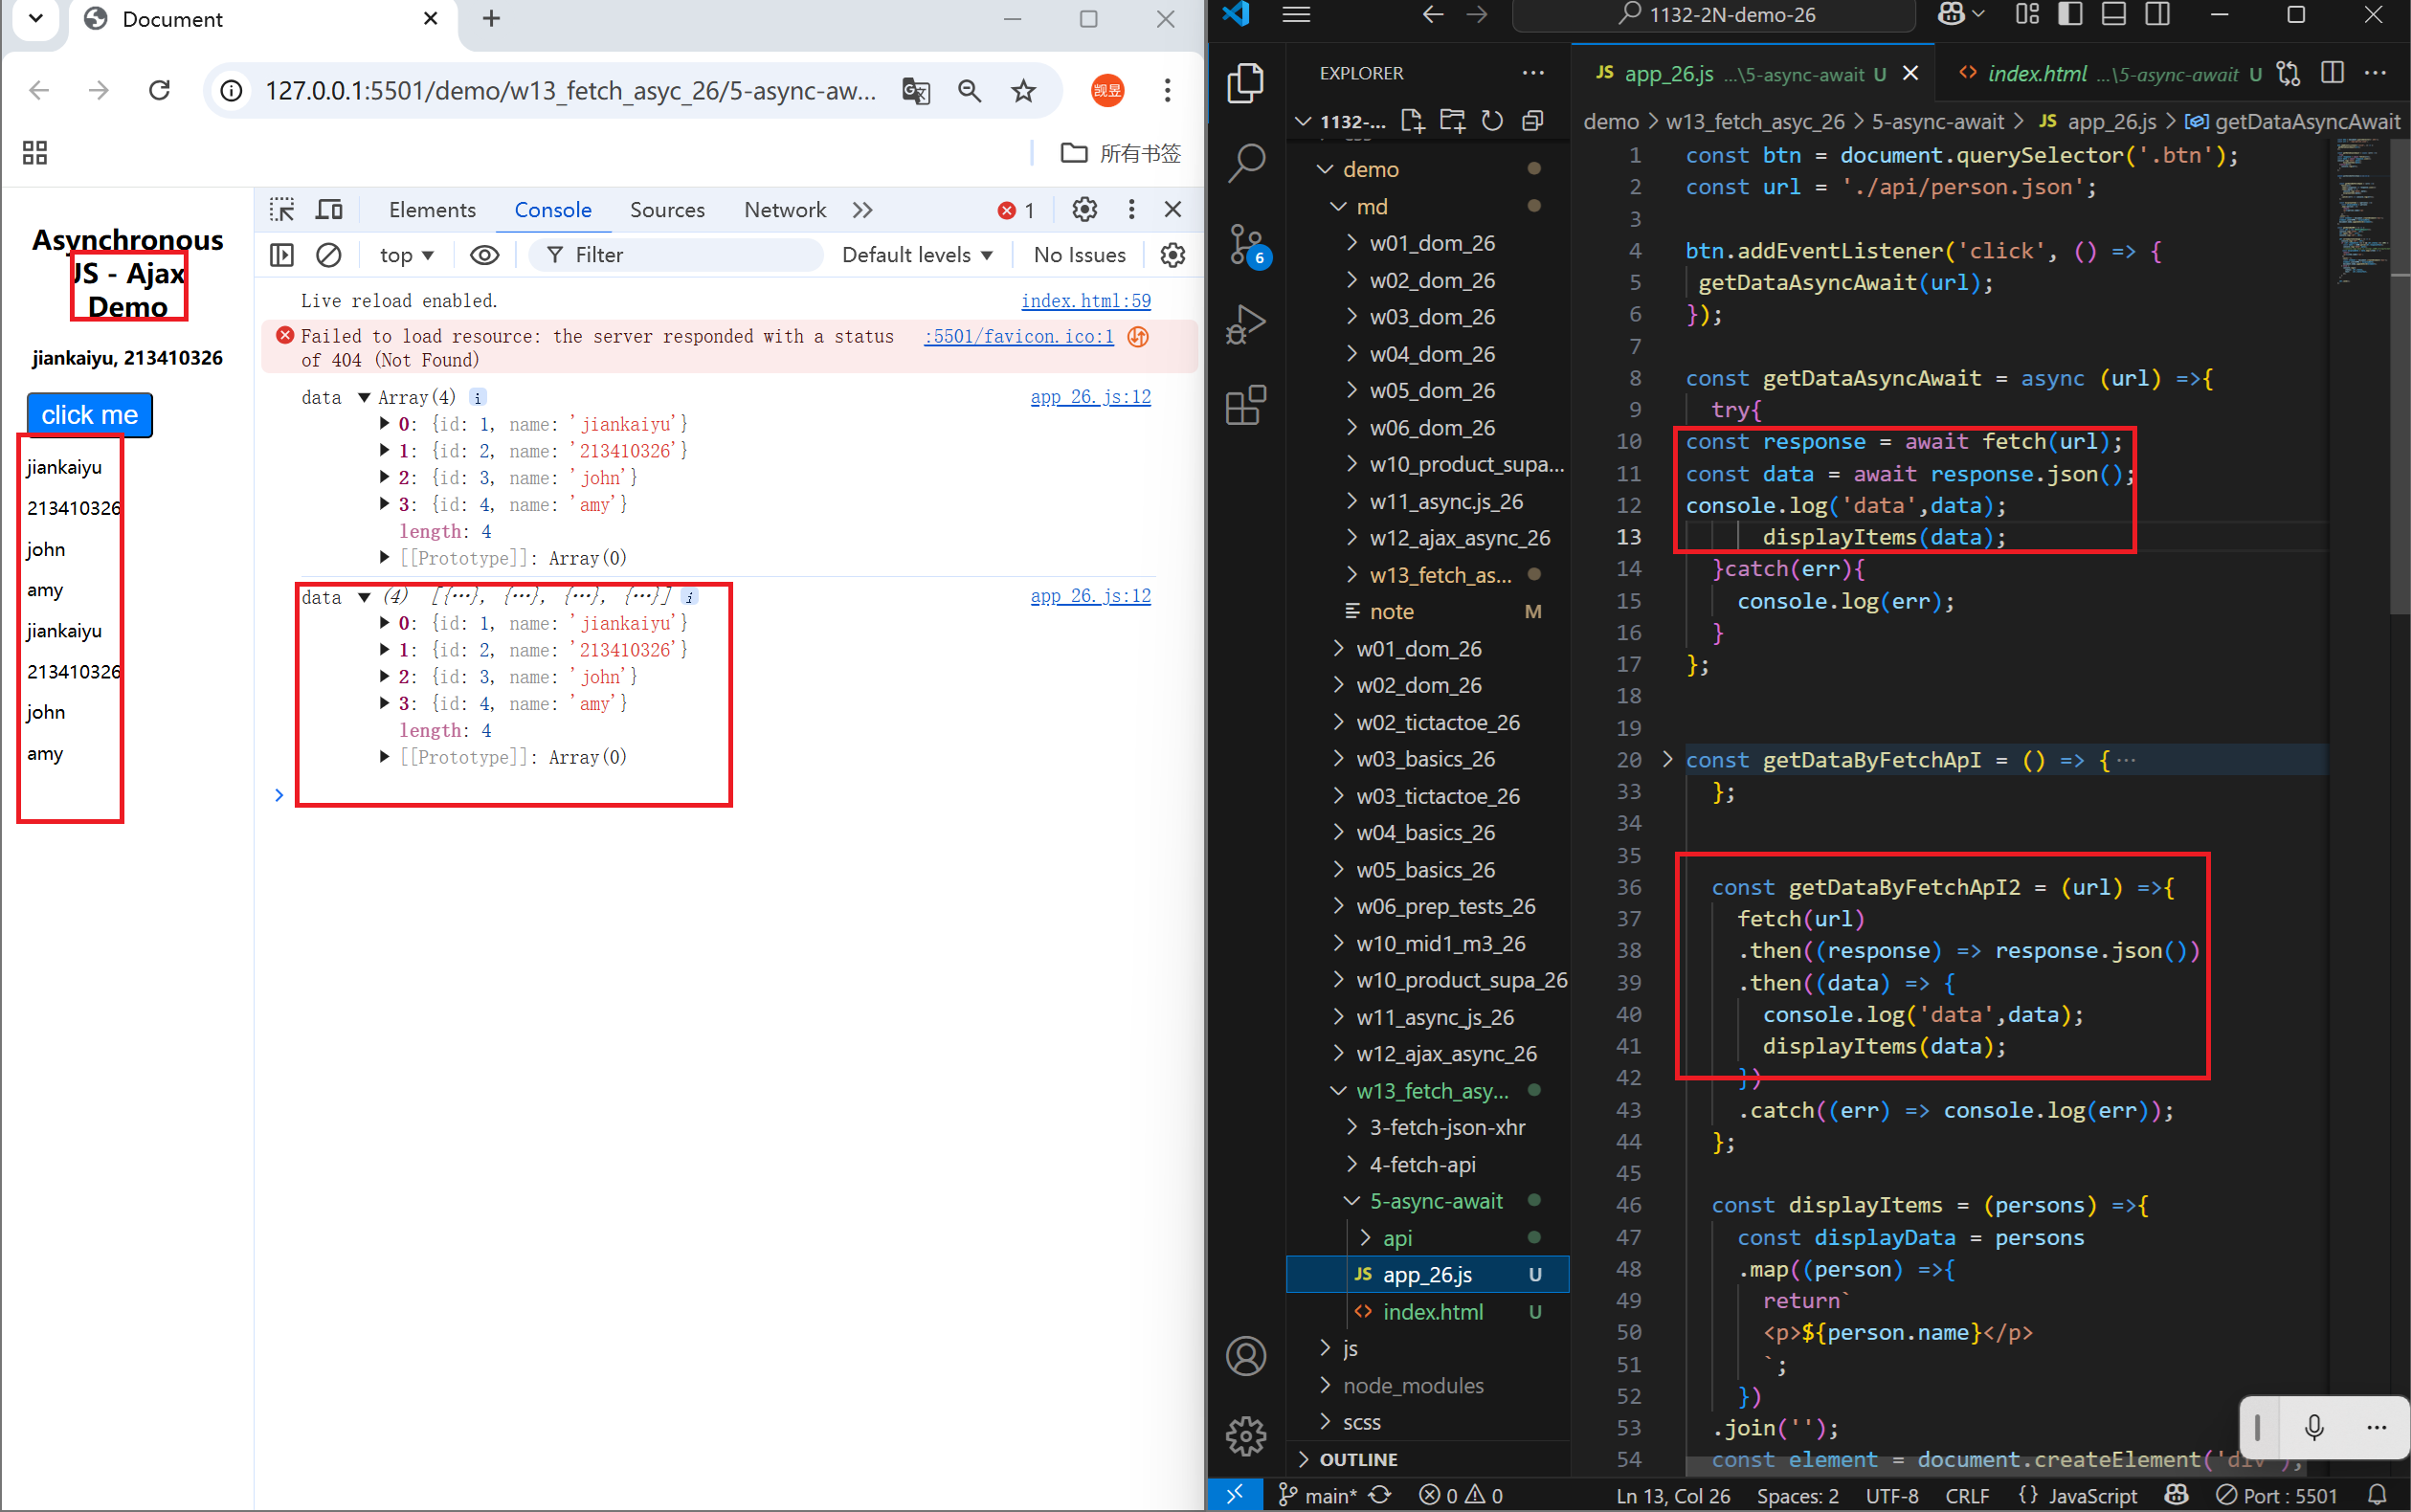 Document
127.0.0.1:5501/demo/w13_fetch_asyc_26/5-async-aw...
觊昱
所有书签
Asynchronous
JS - Ajax
Demo
jiankaiyu, 213410326
click me
jiankaiyu
213410326
john
amy
jiankaiyu
213410326
john
amy
Elements Console Sources Network 1
top Filter Default levels No Issues
Live reload enabled. index.html:59
Failed to load resource: the server responded with a status :5501/favicon.ico:1
of 404 (Not Found)
data ▼ Array(4) i app_26.js:12
▶ 0: {id: 1, name: 'jiankaiyu'}
▶ 1: {id: 2, name: '213410326'}
▶ 2: {id: 3, name: 'john'}
▶ 3: {id: 4, name: 'amy'}
length: 4
▶ [[Prototype]]: Array(0)
data ▼ (4) [{…}, {…}, {…}, {…}] i app_26.js:12
▶ 0: {id: 1, name: 'jiankaiyu'}
▶ 1: {id: 2, name: '213410326'}
▶ 2: {id: 3, name: 'john'}
▶ 3: {id: 4, name: 'amy'}
length: 4
▶ [[Prototype]]: Array(0)
1132-2N-demo-26
EXPLORER
1132-...
demo
md
w01_dom_26
w02_dom_26
w03_dom_26
w04_dom_26
w05_dom_26
w06_dom_26
w10_product_supa...
w11_async.js_26
w12_ajax_async_26
w13_fetch_as...
note M
w01_dom_26
w02_dom_26
w02_tictactoe_26
w03_basics_26
w03_tictactoe_26
w04_basics_26
w05_basics_26
w06_prep_tests_26
w10_mid1_m3_26
w10_product_supa_26
w11_async_js_26
w12_ajax_async_26
w13_fetch_asy...
3-fetch-json-xhr
4-fetch-api
5-async-await
api
JS app_26.js U
index.html U
js
node_modules
scss
OUTLINE
6
JS app_26.js ...\5-async-await U
index.html ...\5-async-await U
demo > w13_fetch_asyc_26 > 5-async-await > JS app_26.js > getDataAsyncAwait
1 const btn = document.querySelector('.btn');
2 const url = './api/person.json';
3
4 btn.addEventListener('click', () => {
5 getDataAsyncAwait(url);
6 });
7
8 const getDataAsyncAwait = async (url) =>{
9 try{
10 const response = await fetch(url);
11 const data = await response.json();
12 console.log('data',data);
13 displayItems(data);
14 }catch(err){
15 console.log(err);
16 }
17 };
18
19
20 const getDataByFetchApI = () => {…
33 };
34
35
36 const getDataByFetchApI2 = (url) =>{
37 fetch(url)
38 .then((response) => response.json())
39 .then((data) => {
40 console.log('data',data);
41 displayItems(data);
42 })
43 .catch((err) => console.log(err));
44 };
45
46 const displayItems = (persons) =>{
47 const displayData = persons
48 .map((person) =>{
49 return`
50 <p>${person.name}</p>
51 `;
52 })
53 .join('');
54 const element = document.createElement('div');
main* 0 0 Ln 13, Col 26 Spaces: 2 UTF-8 CRLF {} JavaScript Port : 5501